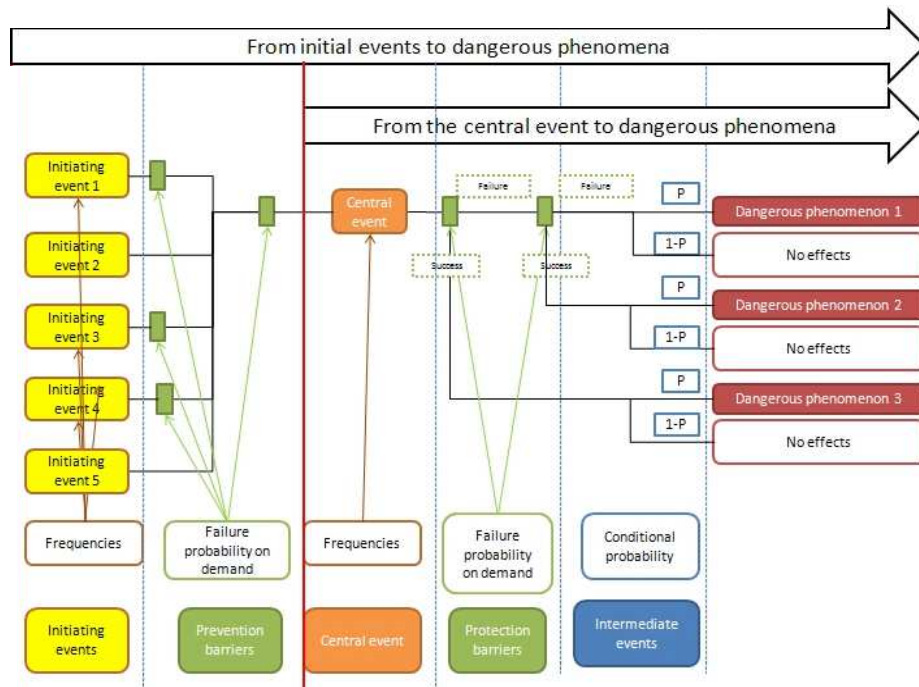 From initial events to dangerous phenomena
From the central event to dangerous phenomena
Initiating
event 1
Initiating
event 2
Initiating
event 3
Initiating
event 4
Initiating
event 5
Central
event
Failure
Failure
Success
Success
P
1-P
P
1-P
P
1-P
Dangerous phenomenon 1
No effects
Dangerous phenomenon 2
No effects
Dangerous phenomenon 3
No effects
Frequencies
Failure
probability on
demand
Frequencies
Failure
probability
on demand
Conditional
probability
Initiating
events
Prevention
barriers
Central event
Protection
barriers
Intermediate
events